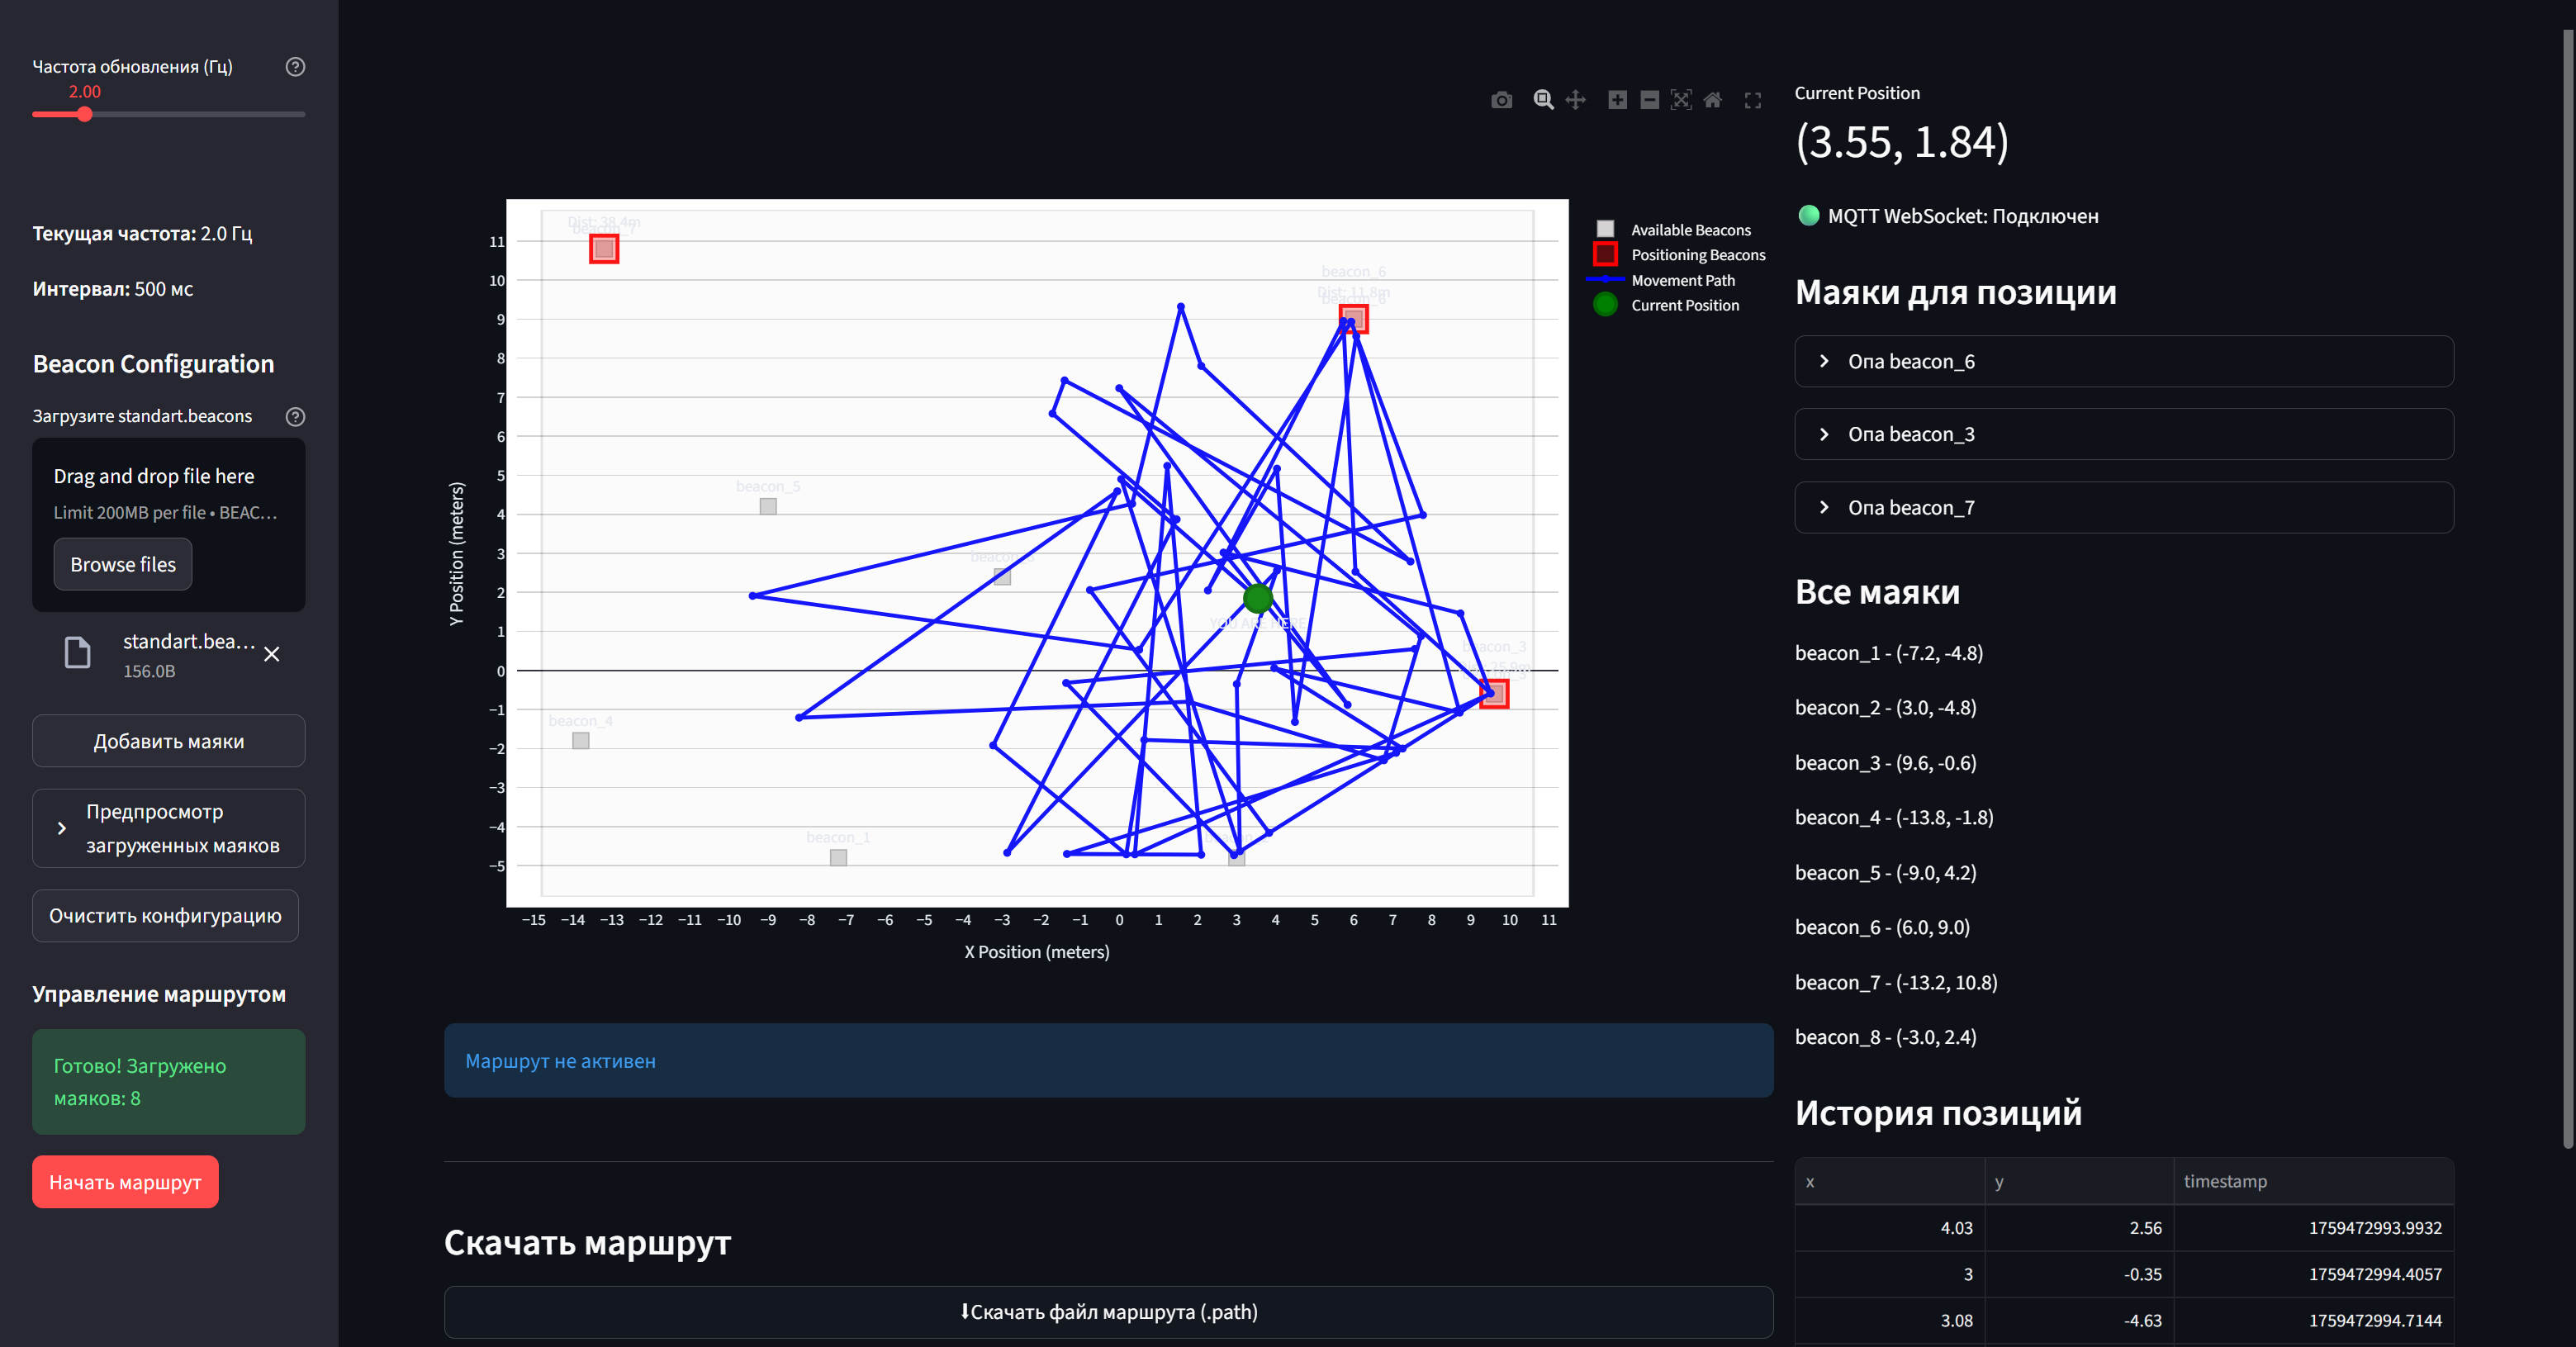 Частота обновления (Гц)
2.00
Текущая частота: 2.0 Гц
Интервал: 500 мс
Beacon Configuration
Загрузите standart.beacons
Drag and drop file here
Limit 200MB per file • BEAC…
Browse files
standart.bea…
156.0B
Добавить маяки
Предпросмотр
загруженных маяков
Очистить конфигурацию
Управление маршрутом
Готово! Загружено
маяков: 8
Начать маршрут
Y Position (meters)
11
10
9
8
7
6
5
4
3
2
1
0
−1
−2
−3
−4
−5
Dist: 38.4m
beacon_7
beacon_6
Dist: 11.8m
beacon_6
beacon_5
YOU ARE HERE
beacon_3
beacon_4
beacon_1
−15 −14 −13 −12 −11 −10 −9 −8 −7 −6 −5 −4 −3 −2 −1 0 1 2 3 4 5 6 7 8 9 10 11
X Position (meters)
Available Beacons
Positioning Beacons
Movement Path
Current Position
Маршрут не активен
Скачать маршрут
⬇Скачать файл маршрута (.path)
Current Position
(3.55, 1.84)
MQTT WebSocket: Подключен
Маяки для позиции
Опа beacon_6
Опа beacon_3
Опа beacon_7
Все маяки
beacon_1 - (-7.2, -4.8)
beacon_2 - (3.0, -4.8)
beacon_3 - (9.6, -0.6)
beacon_4 - (-13.8, -1.8)
beacon_5 - (-9.0, 4.2)
beacon_6 - (6.0, 9.0)
beacon_7 - (-13.2, 10.8)
beacon_8 - (-3.0, 2.4)
История позиций
x y timestamp
4.03 2.56 1759472993.9932
3 -0.35 1759472994.4057
3.08 -4.63 1759472994.7144